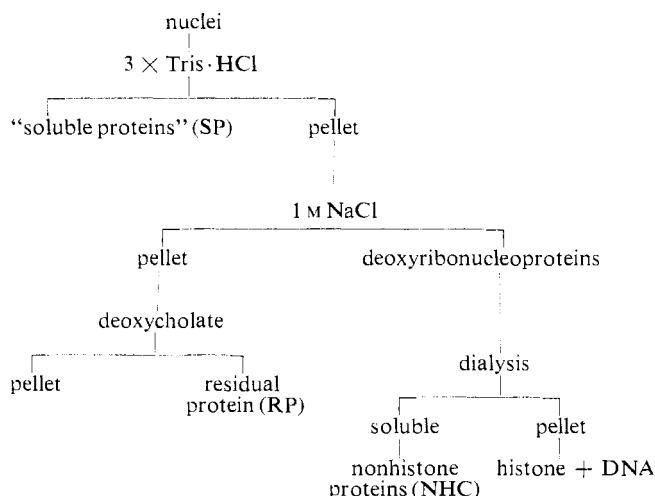 nuclei
3 × Tris·HCl
“soluble proteins” (SP) pellet
1 M NaCl
pellet deoxyribonucleoproteins
deoxycholate
dialysis
pellet residual
protein (RP)
soluble pellet
nonhistone histone + DNA
proteins (NHC)